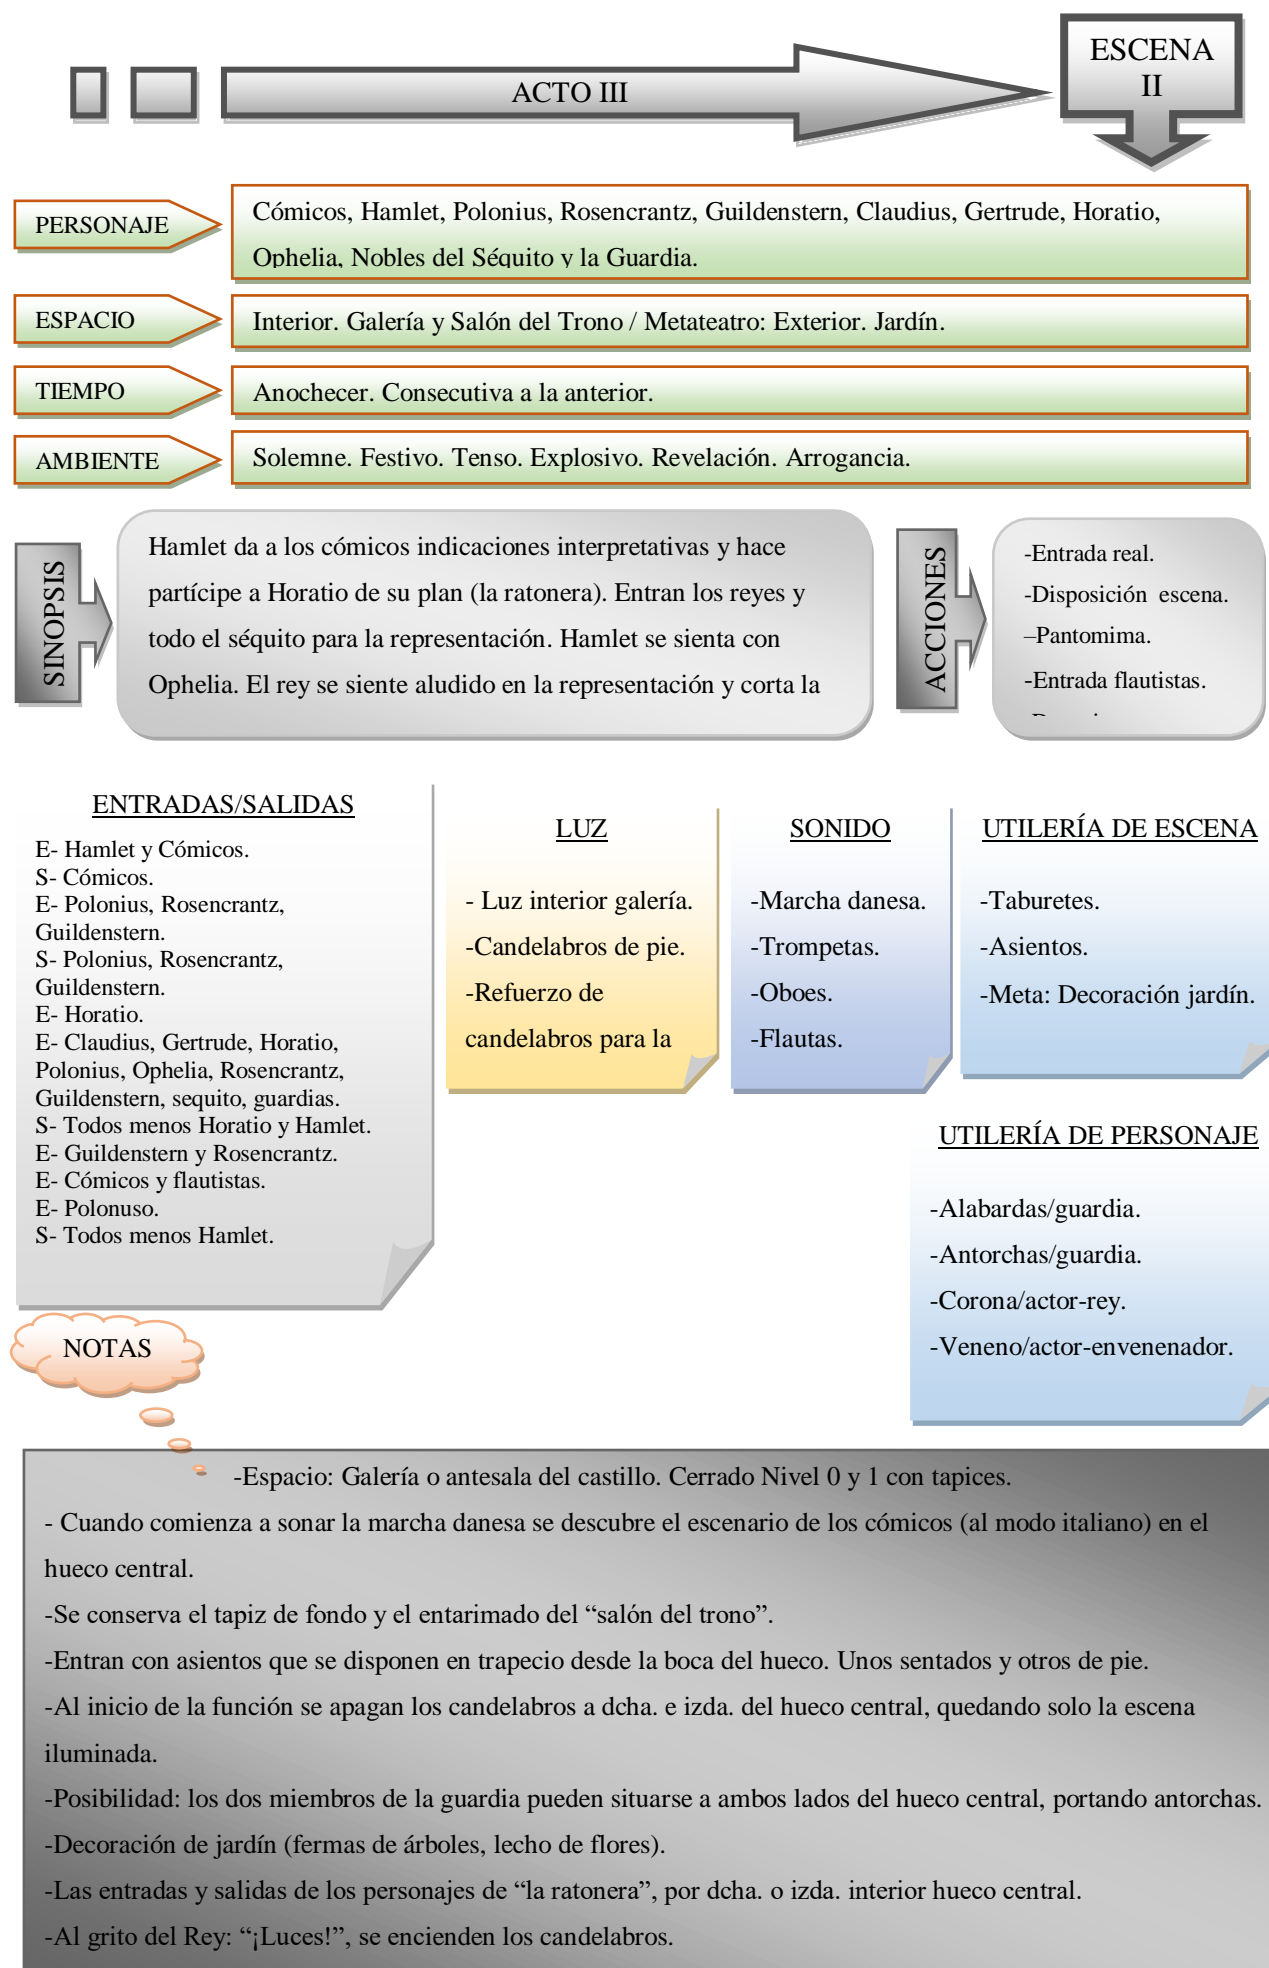 ACTO III
ESCENA
II
PERSONAJE
Cómicos, Hamlet, Polonius, Rosencrantz, Guildenstern, Claudius, Gertrude, Horatio,
Ophelia, Nobles del Séquito y la Guardia.
ESPACIO
Interior. Galería y Salón del Trono / Metateatro: Exterior. Jardín.
TIEMPO
Anochecer. Consecutiva a la anterior.
AMBIENTE
Solemne. Festivo. Tenso. Explosivo. Revelación. Arrogancia.
SINOPSIS
Hamlet da a los cómicos indicaciones interpretativas y hace
partícipe a Horatio de su plan (la ratonera). Entran los reyes y
todo el séquito para la representación. Hamlet se sienta con
Ophelia. El rey se siente aludido en la representación y corta la
ACCIONES
-Entrada real.
-Disposición escena.
–Pantomima.
-Entrada flautistas.
ENTRADAS/SALIDAS
E- Hamlet y Cómicos.
S- Cómicos.
E- Polonius, Rosencrantz,
Guildenstern.
S- Polonius, Rosencrantz,
Guildenstern.
E- Horatio.
E- Claudius, Gertrude, Horatio,
Polonius, Ophelia, Rosencrantz,
Guildenstern, sequito, guardias.
S- Todos menos Horatio y Hamlet.
E- Guildenstern y Rosencrantz.
E- Cómicos y flautistas.
E- Polonuso.
S- Todos menos Hamlet.
LUZ
- Luz interior galería.
-Candelabros de pie.
-Refuerzo de
candelabros para la
SONIDO
-Marcha danesa.
-Trompetas.
-Oboes.
-Flautas.
UTILERÍA DE ESCENA
-Taburetes.
-Asientos.
-Meta: Decoración jardín.
UTILERÍA DE PERSONAJE
-Alabardas/guardia.
-Antorchas/guardia.
-Corona/actor-rey.
-Veneno/actor-envenenador.
NOTAS
-Espacio: Galería o antesala del castillo. Cerrado Nivel 0 y 1 con tapices.
- Cuando comienza a sonar la marcha danesa se descubre el escenario de los cómicos (al modo italiano) en el
hueco central.
-Se conserva el tapiz de fondo y el entarimado del “salón del trono”.
-Entran con asientos que se disponen en trapecio desde la boca del hueco. Unos sentados y otros de pie.
-Al inicio de la función se apagan los candelabros a dcha. e izda. del hueco central, quedando solo la escena
iluminada.
-Posibilidad: los dos miembros de la guardia pueden situarse a ambos lados del hueco central, portando antorchas.
-Decoración de jardín (fermas de árboles, lecho de flores).
-Las entradas y salidas de los personajes de “la ratonera”, por dcha. o izda. interior hueco central.
-Al grito del Rey: “¡Luces!”, se encienden los candelabros.